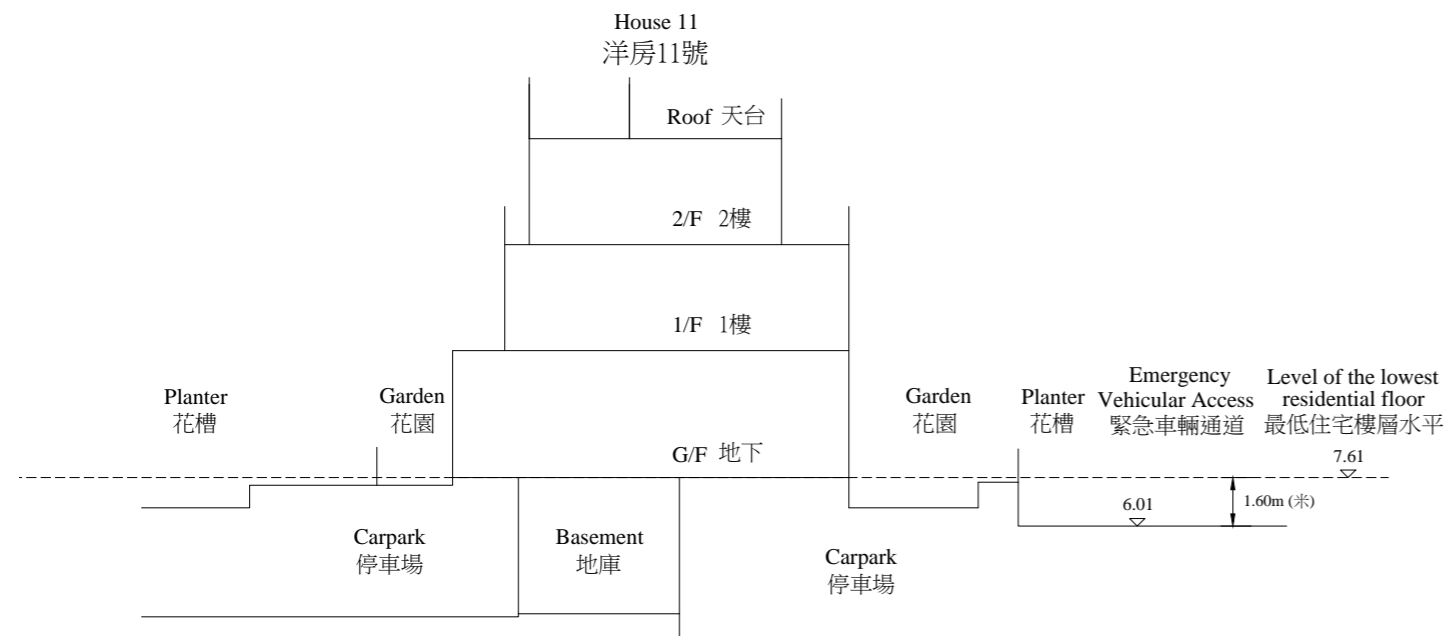 House 11
洋房11號
Roof 天台
2/F 2樓
1/F 1樓
Planter
花槽
Garden
花園
G/F 地下
Garden
花園
Planter
花槽
Emergency
Vehicular Access
緊急車輛通道
Level of the lowest
residential floor
最低住宅樓層水平
7.61
6.01
1.60m (米)
Carpark
停車場
Basement
地庫
Carpark
停車場